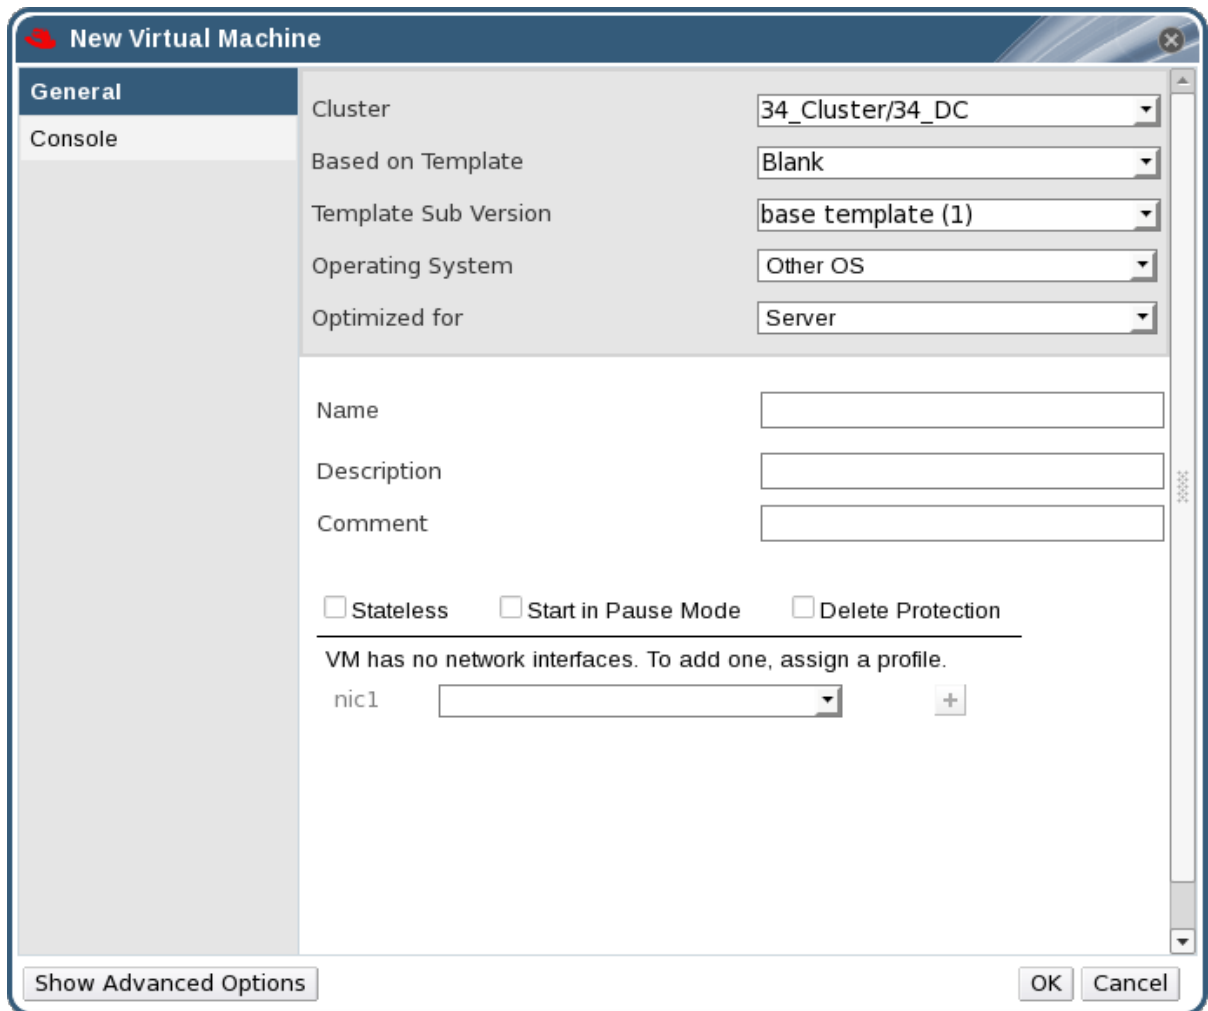 New Virtual Machine
General
Console
Cluster 34_Cluster/34_DC
Based on Template Blank
Template Sub Version base template (1)
Operating System Other OS
Optimized for Server
Name
Description
Comment
Stateless Start in Pause Mode Delete Protection
VM has no network interfaces. To add one, assign a profile.
nic1 +
Show Advanced Options OK Cancel